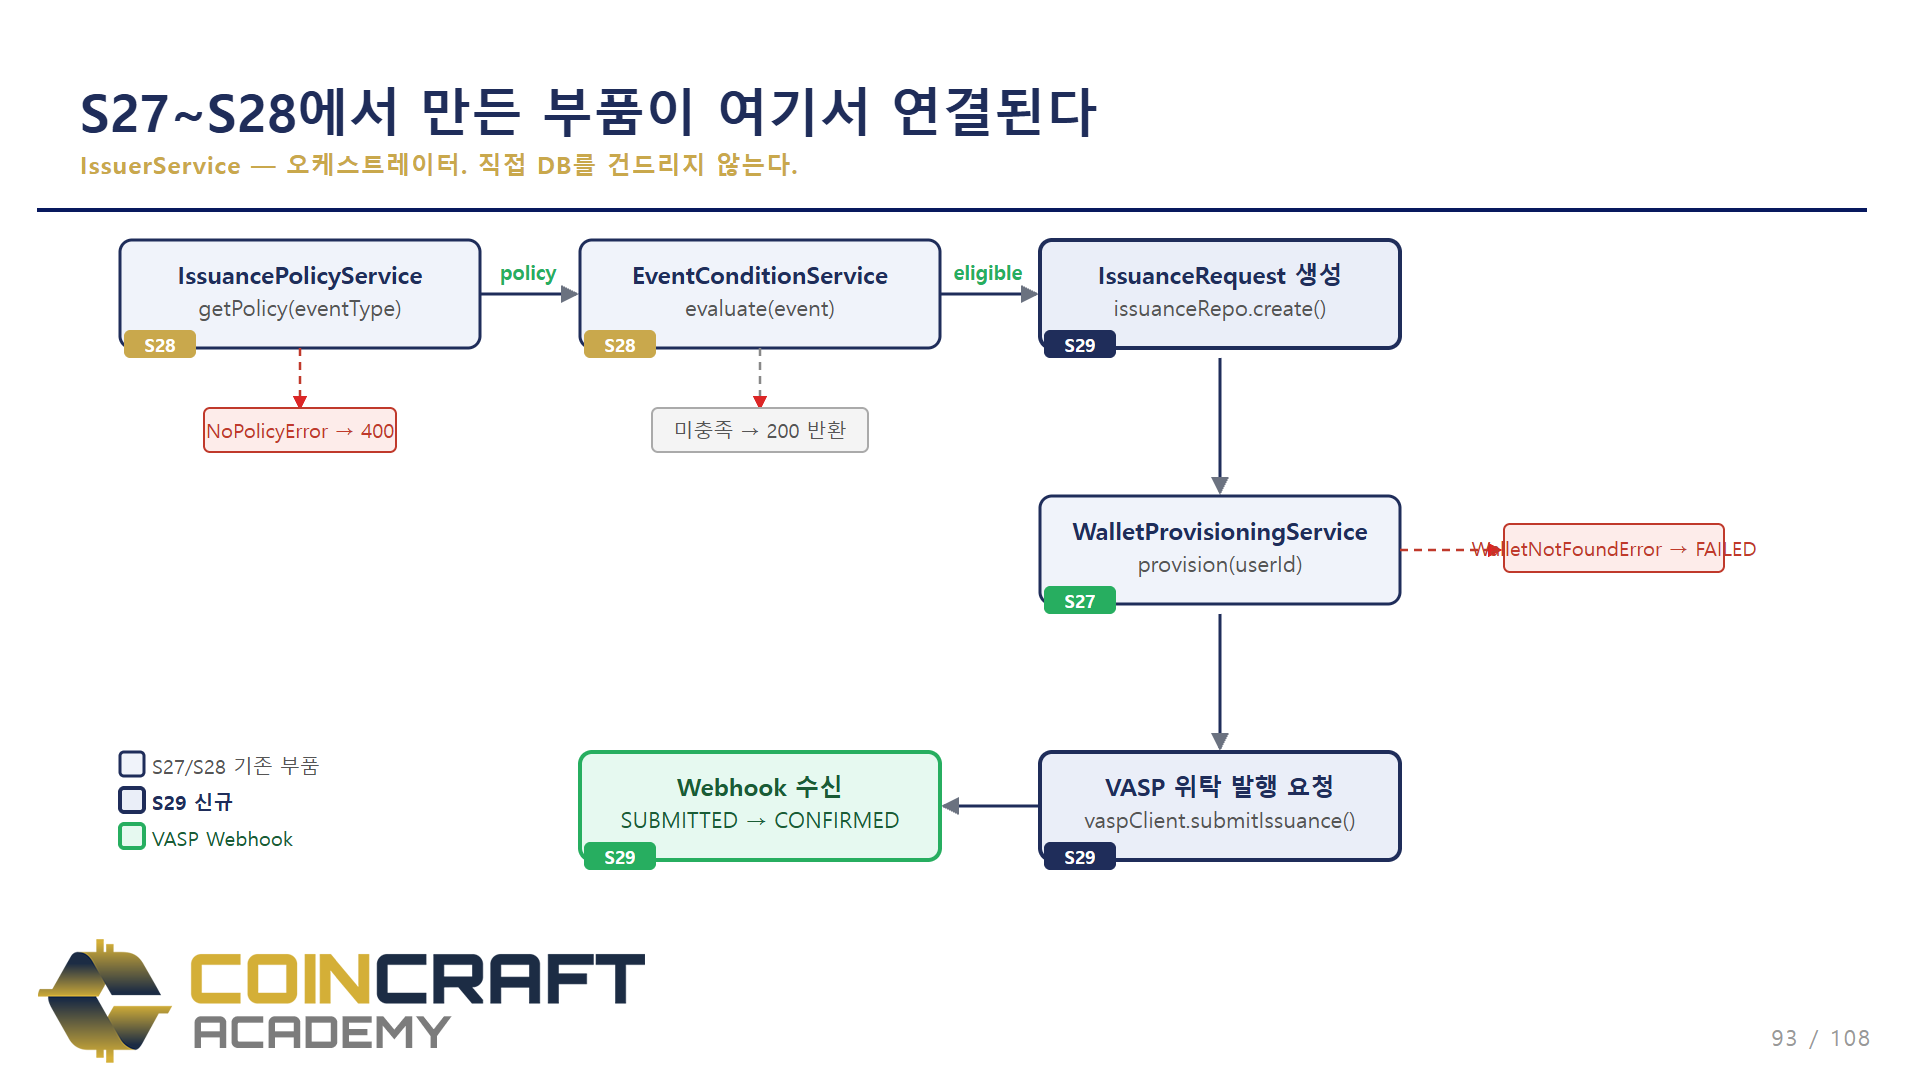 S27~S28에서 만든 부품이 여기서 연결된다
IssuerService — 오케스트레이터. 직접 DB를 건드리지 않는다.
IssuancePolicyService
getPolicy(eventType)
S28
policy
EventConditionService
evaluate(event)
S28
eligible
IssuanceRequest 생성
issuanceRepo.create()
S29
NoPolicyError → 400
미충족 → 200 반환
WalletProvisioningService
provision(userId)
S27
WalletNotFoundError → FAILED
S27/S28 기존 부품
S29 신규
VASP Webhook
Webhook 수신
SUBMITTED → CONFIRMED
S29
VASP 위탁 발행 요청
vaspClient.submitIssuance()
S29
COINCRAFT
ACADEMY
93 / 108